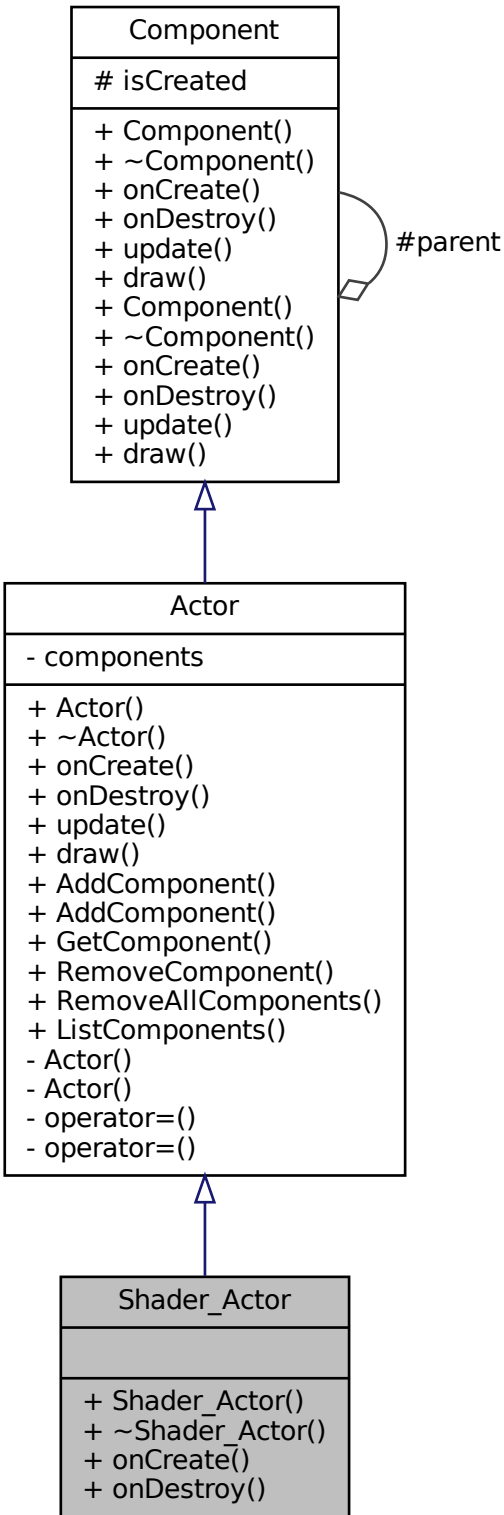 Component
# isCreated
+ Component()
+ ~Component()
+ onCreate()
+ onDestroy()
+ update()
+ draw()
+ Component()
+ ~Component()
+ onCreate()
+ onDestroy()
+ update()
+ draw()
#parent
Actor
- components
+ Actor()
+ ~Actor()
+ onCreate()
+ onDestroy()
+ update()
+ draw()
+ AddComponent()
+ AddComponent()
+ GetComponent()
+ RemoveComponent()
+ RemoveAllComponents()
+ ListComponents()
- Actor()
- Actor()
- operator=()
- operator=()
Shader_Actor
+ Shader_Actor()
+ ~Shader_Actor()
+ onCreate()
+ onDestroy()